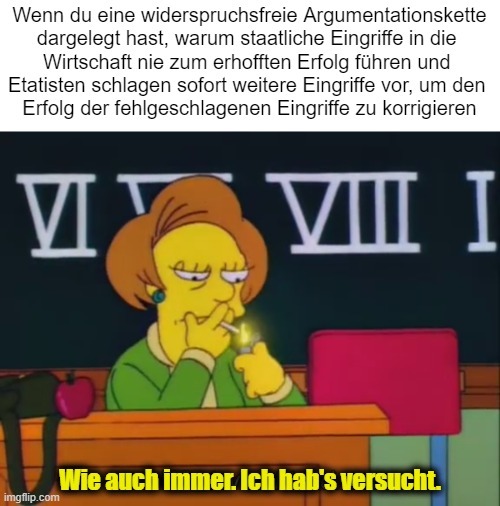 Wenn du eine widerspruchsfreie Argumentationskette
dargelegt hast, warum staatliche Eingriffe in die
Wirtschaft nie zum erhofften Erfolg führen und
Etatisten schlagen sofort weitere Eingriffe vor, um den
Erfolg der fehlgeschlagenen Eingriffe zu korrigieren
VI VIII I
Wie auch immer. Ich hab's versucht.
imgflip.com